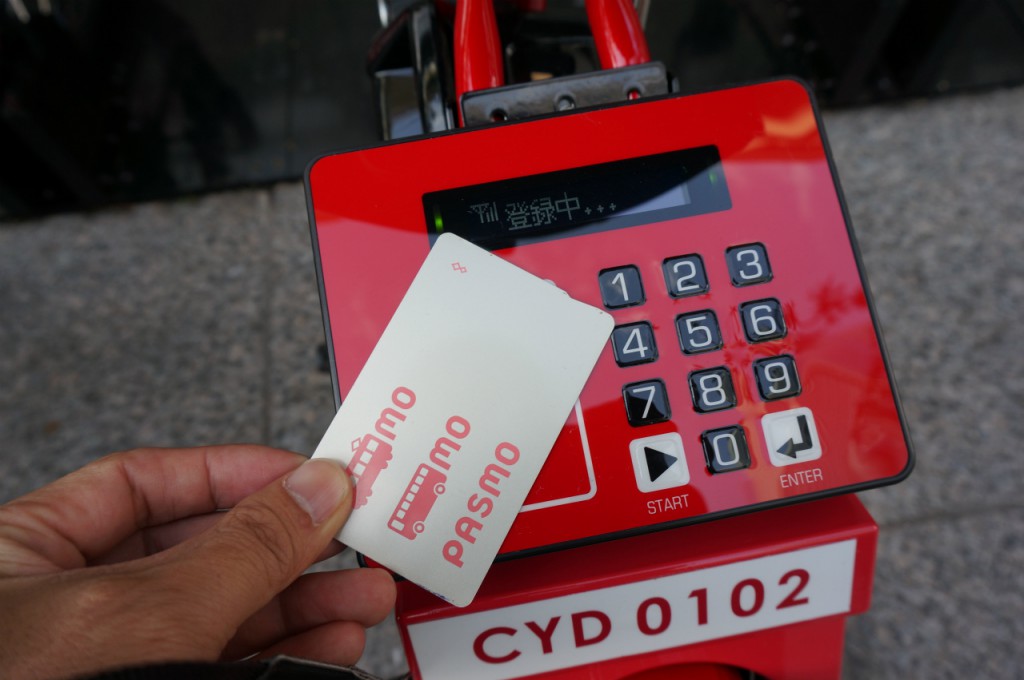 登録中...
1 2 3
4 5 6
7 8 9
0
START
ENTER
MO
MO
PASMO
CYD 0102